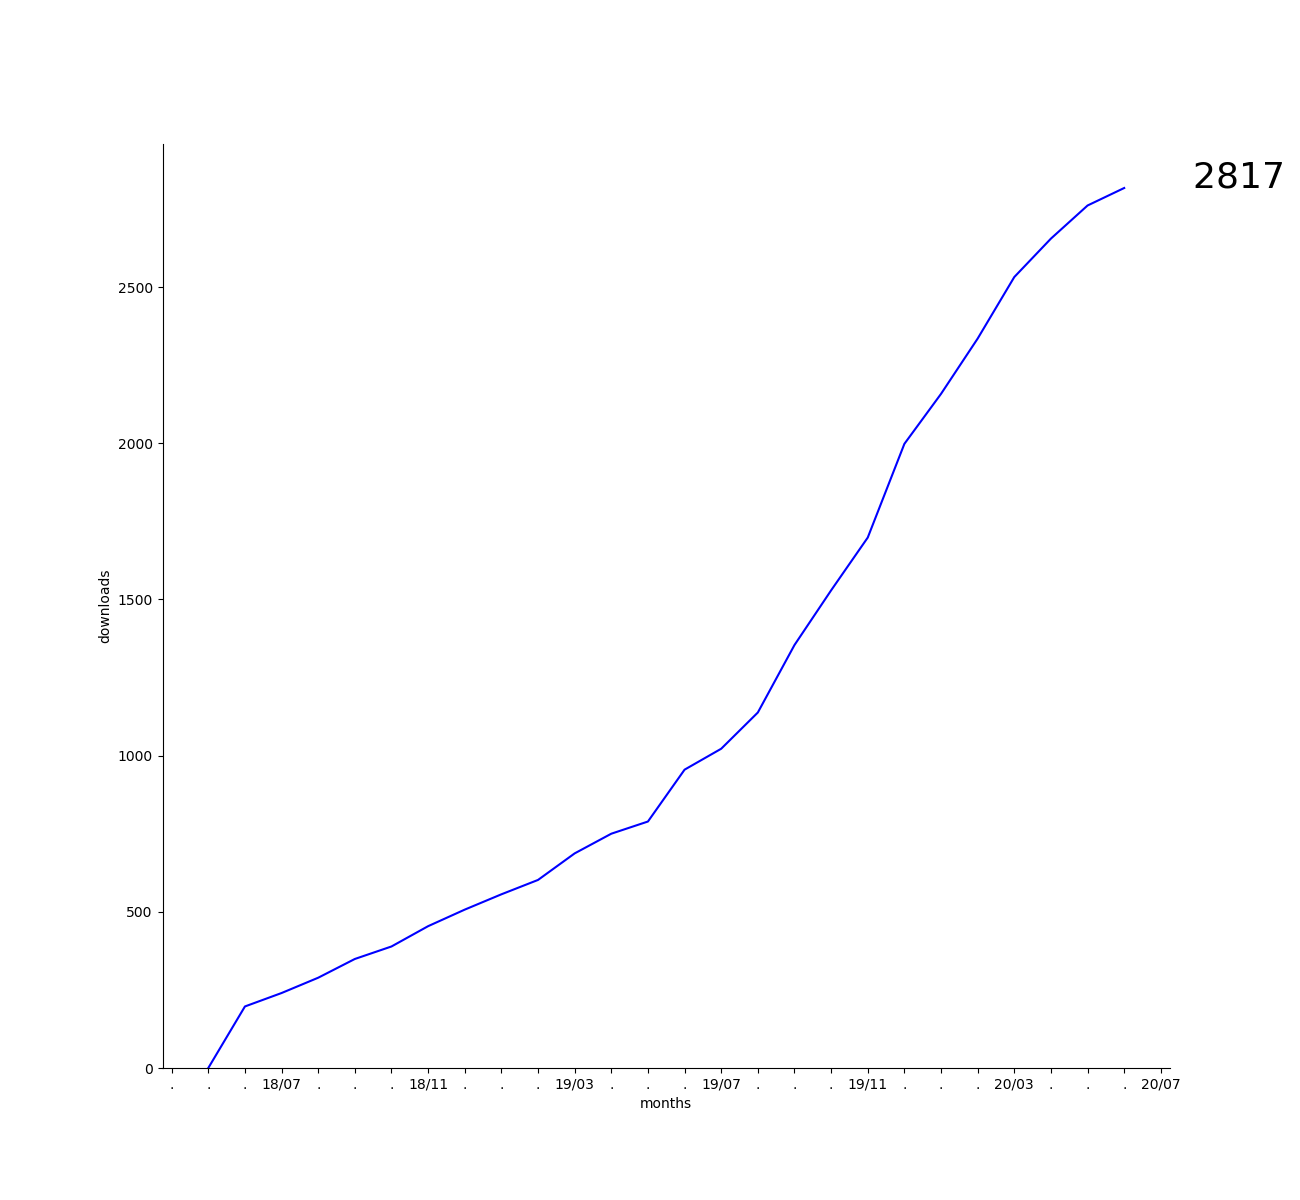 2817
2500
2000
1500
downloads
1000
500
0
. . . 18/07 . . . 18/11 . . . 19/03 . . . 19/07 . . . 19/11 . . . 20/03 . . . 20/07
months